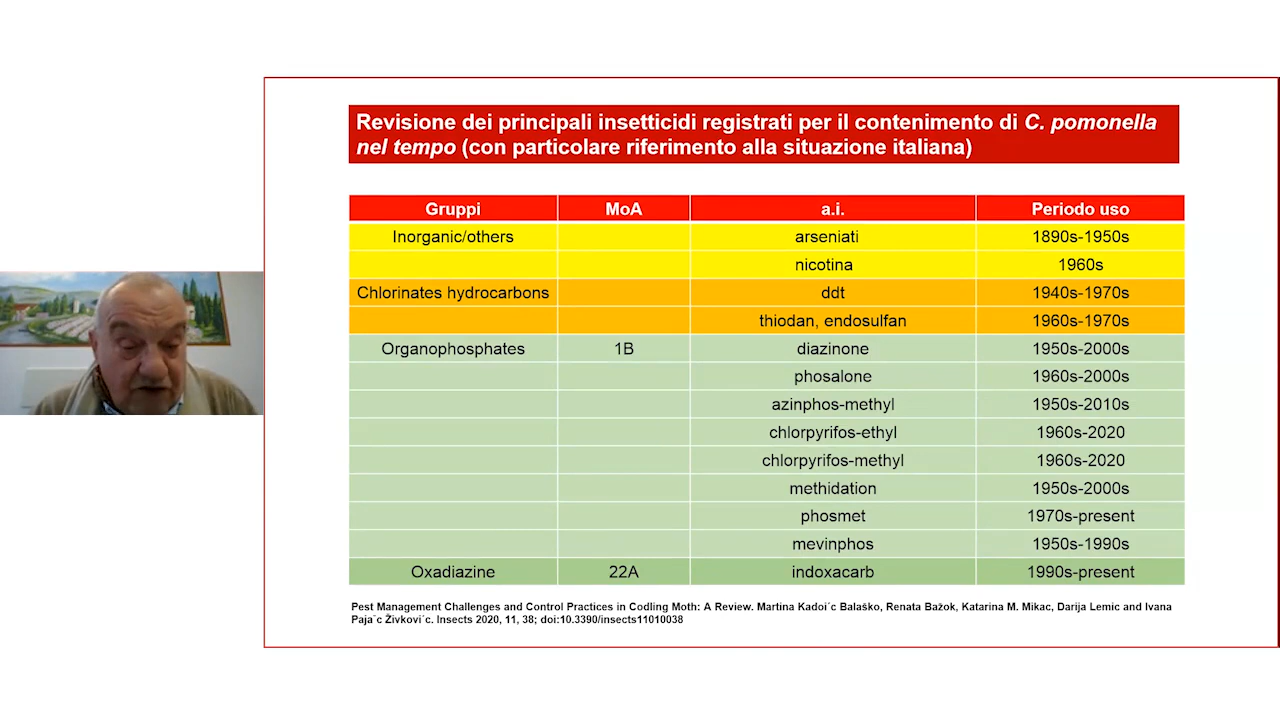 Revisione dei principali insetticidi registrati per il contenimento di C. pomonella
nel tempo (con particolare riferimento alla situazione italiana)
Gruppi MoA a.i. Periodo uso
Inorganic/others arseniati 1890s-1950s
nicotina 1960s
Chlorinates hydrocarbons ddt 1940s-1970s
thiodan, endosulfan 1960s-1970s
Organophosphates 1B diazinone 1950s-2000s
phosalone 1960s-2000s
azinphos-methyl 1950s-2010s
chlorpyrifos-ethyl 1960s-2020
chlorpyrifos-methyl 1960s-2020
methidation 1950s-2000s
phosmet 1970s-present
mevinphos 1950s-1990s
Oxadiazine 22A indoxacarb 1990s-present
Pest Management Challenges and Control Practices in Codling Moth: A Review. Martina Kadoi´c Balaško, Renata Bažok, Katarina M. Mikac, Darija Lemic and Ivana
Paja¨c Živkovi´c. Insects 2020, 11, 38; doi:10.3390/insects11010038